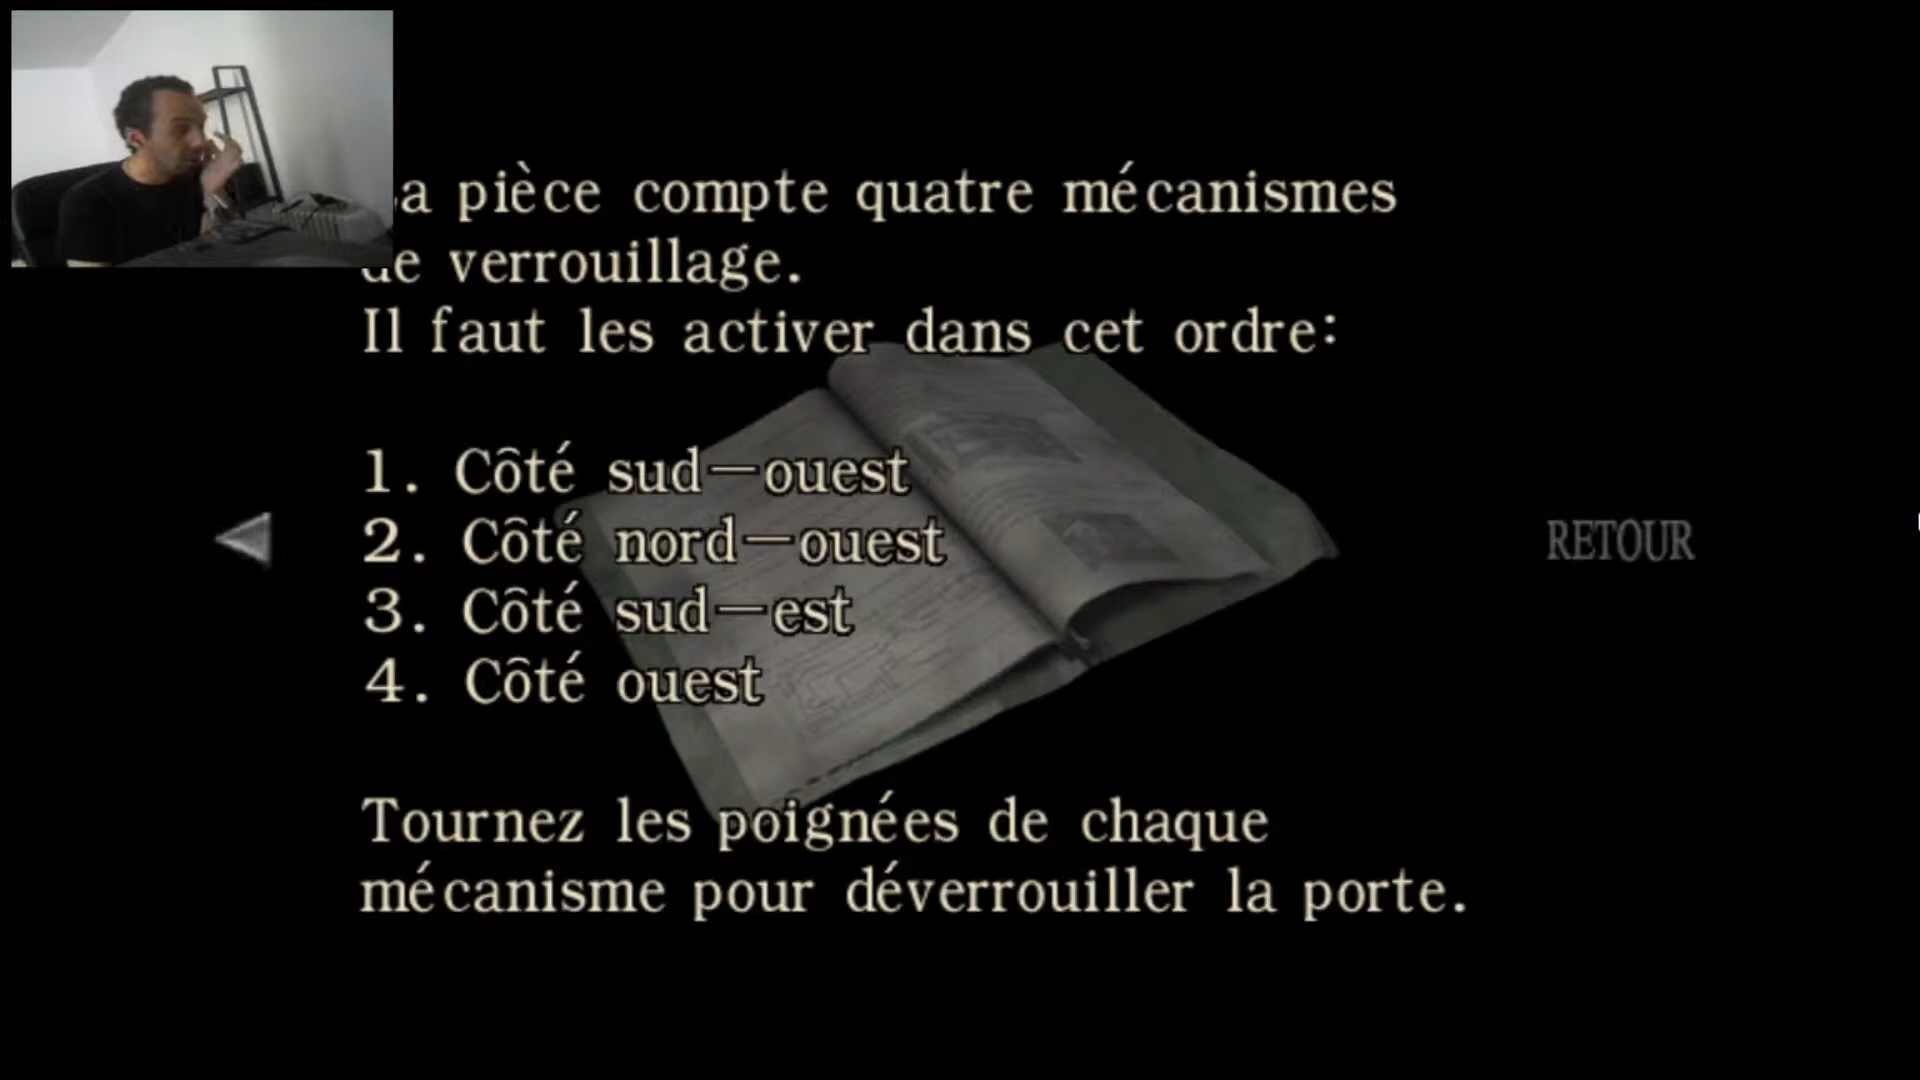 La pièce compte quatre mécanismes
de verrouillage.
Il faut les activer dans cet ordre:
1. Côté sud—ouest
2. Côté nord—ouest
3. Côté sud—est
4. Côté ouest
RETOUR
Tournez les poignées de chaque
mécanisme pour déverrouiller la porte.